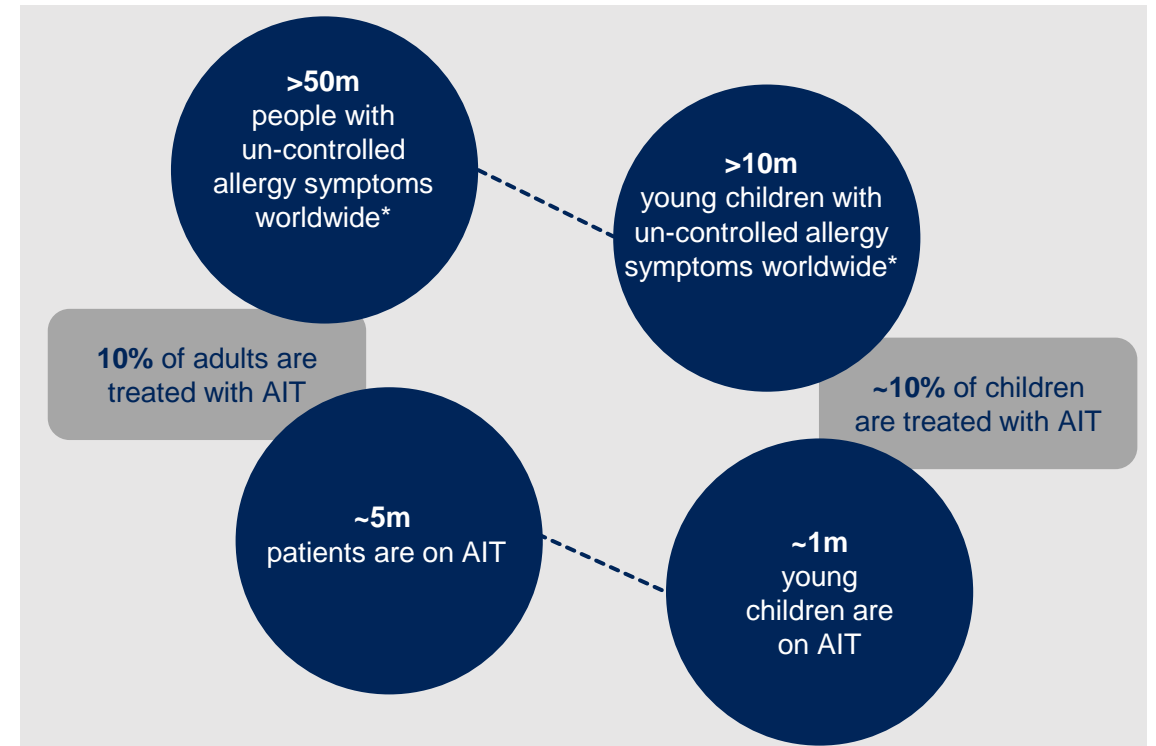 >50m
people with
un-controlled
allergy symptoms
worldwide*
>10m
young children with
un-controlled allergy
symptoms worldwide*
10% of adults are
treated with AIT
~10% of children
are treated with AIT
~5m
patients are on AIT
~1m
young
children are
on AIT